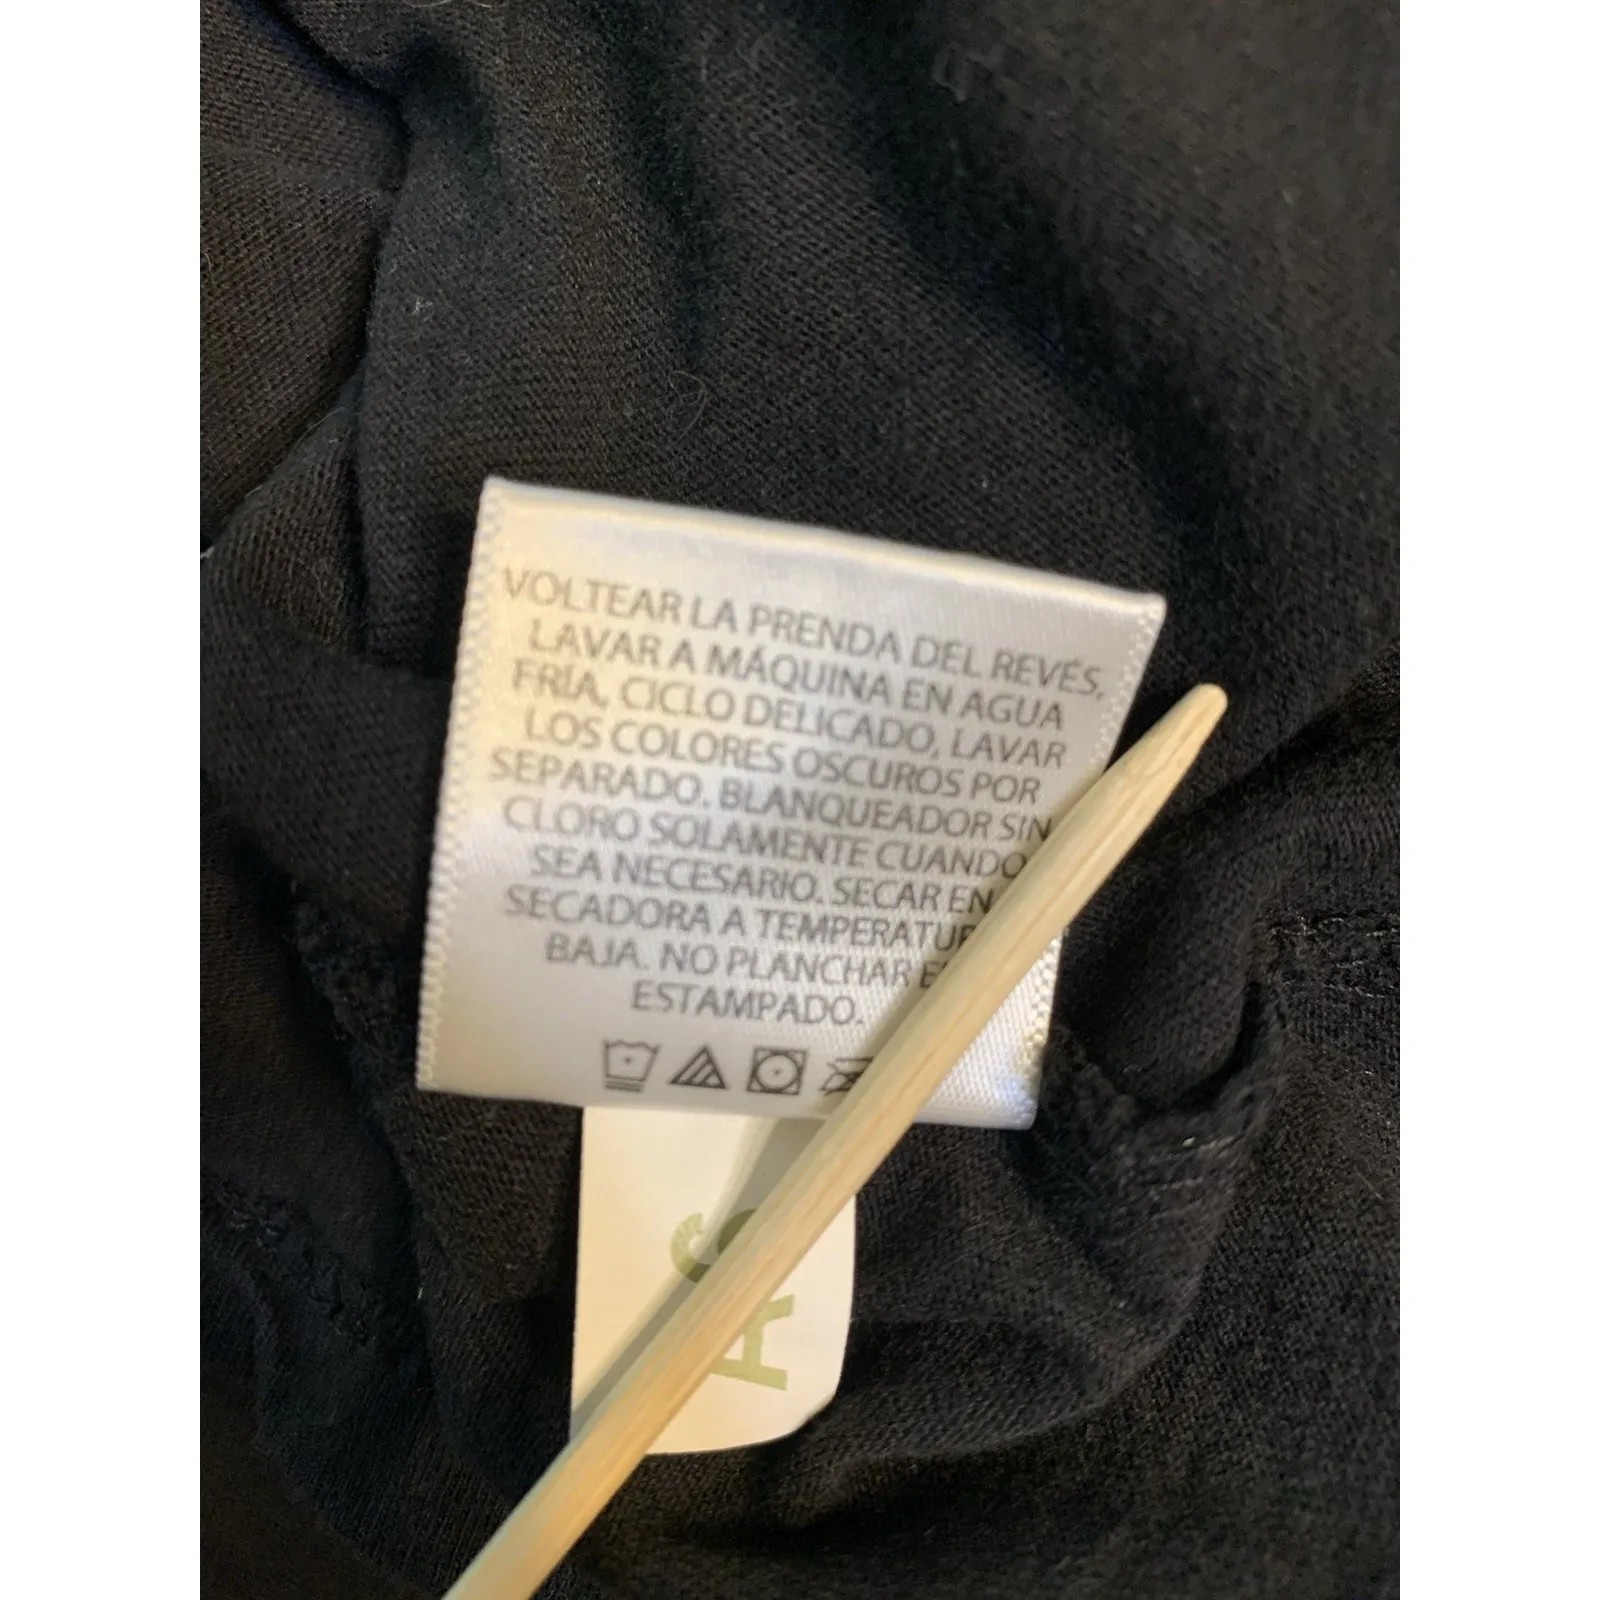 VOLTEAR LA PRENDA DEL REVÉS,
LAVAR A MÁQUINA EN AGUA
FRÍA, CICLO DELICADO, LAVAR
LOS COLORES OSCUROS POR
SEPARADO. BLANQUEADOR SIN
CLORO SOLAMENTE CUANDO
SEA NECESARIO. SECAR EN
SECADORA A
BAJA. NO PLANCHAR
ESTAMPADO.